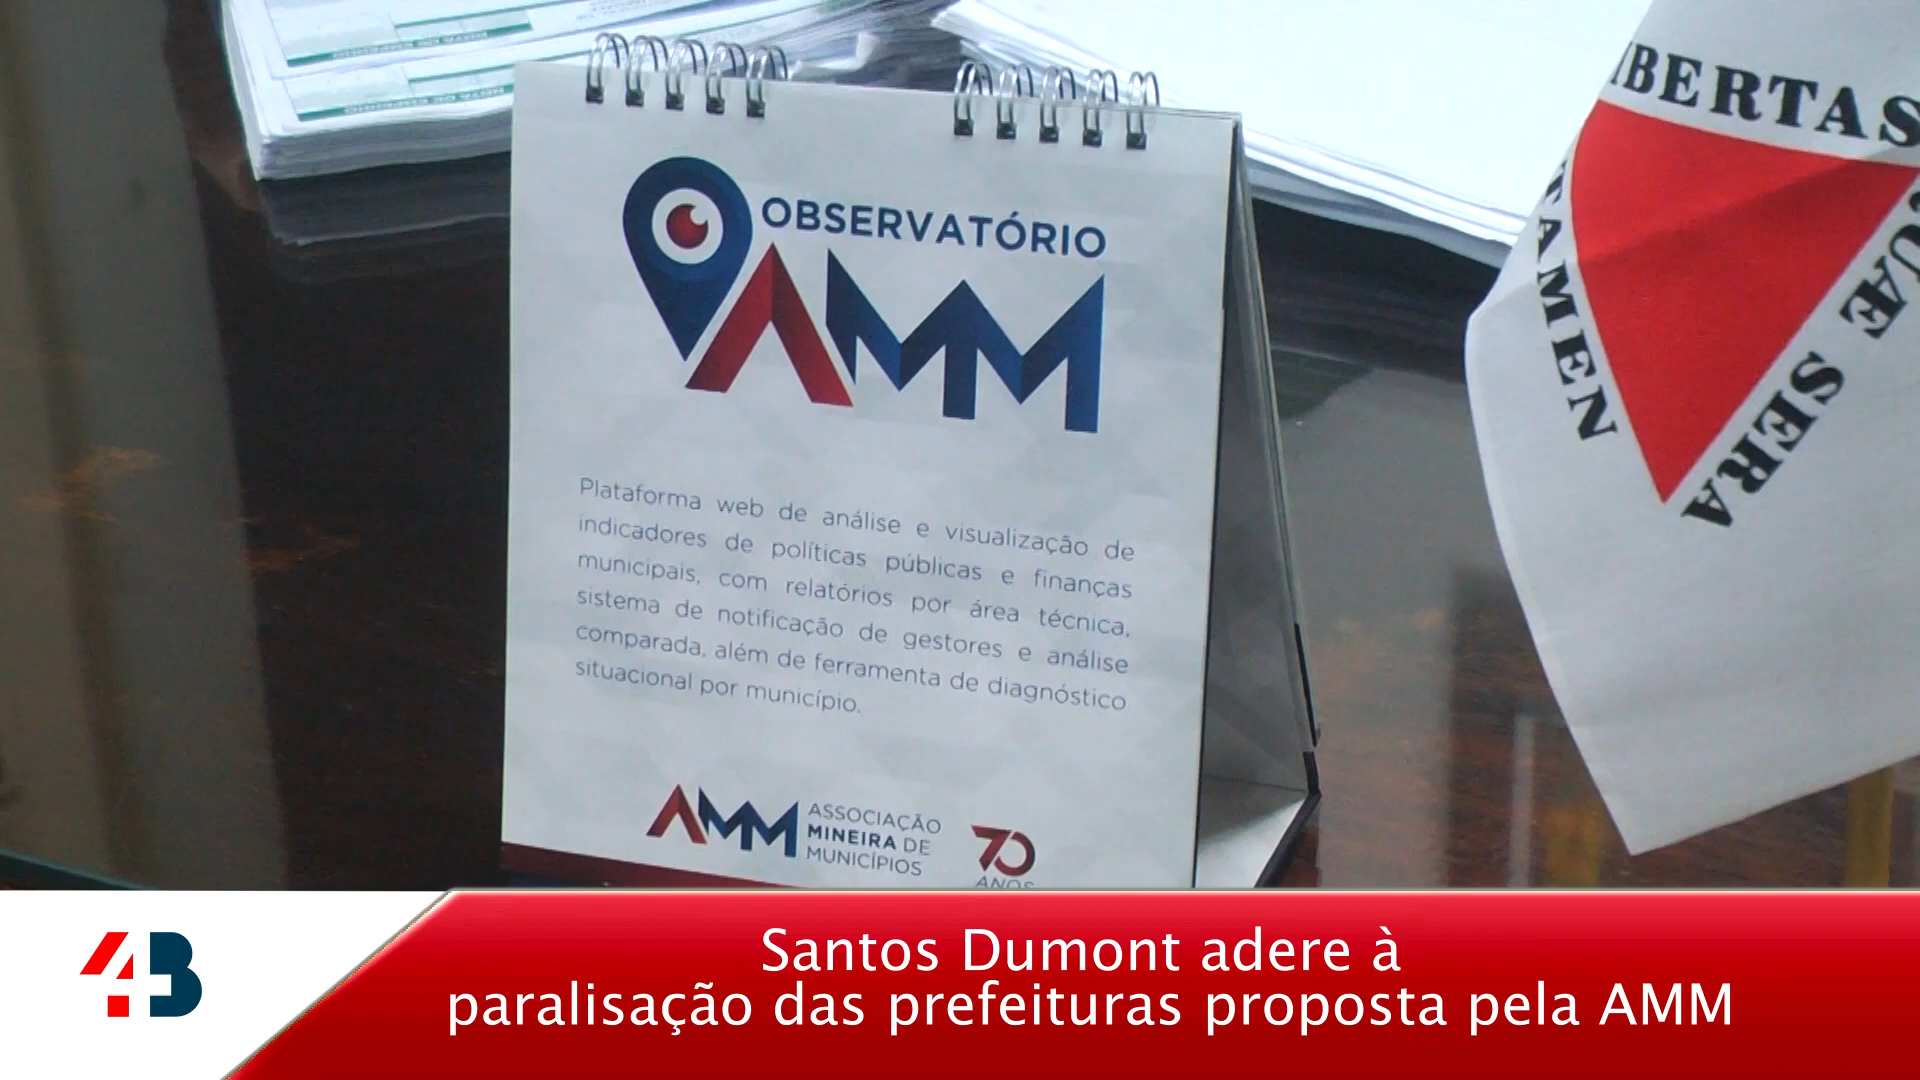 OBSERVATÓRIO
AMM
Plataforma web de análise e visualização de
indicadores de políticas públicas e finanças
municipais, com relatórios por área técnica,
sistema de notificação de gestores e análise
comparada, além de ferramenta de diagnóstico
situacional por município.
AMM
ASSOCIAÇÃO
MINEIRA DE
MUNICÍPIOS
70
ANOS
IBERTAS
QUÆ SERA
TAMEN
4B
Santos Dumont adere à
paralisação das prefeituras proposta pela AMM